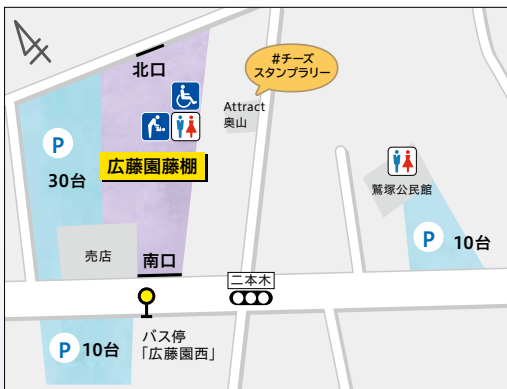 北口
#チーズ
スタンプラリー
Attract
奥山
P
30台
広藤園藤棚
鷲塚公民館
P
10台
売店
南口
二本木
バス停
「広藤園西」
P
10台